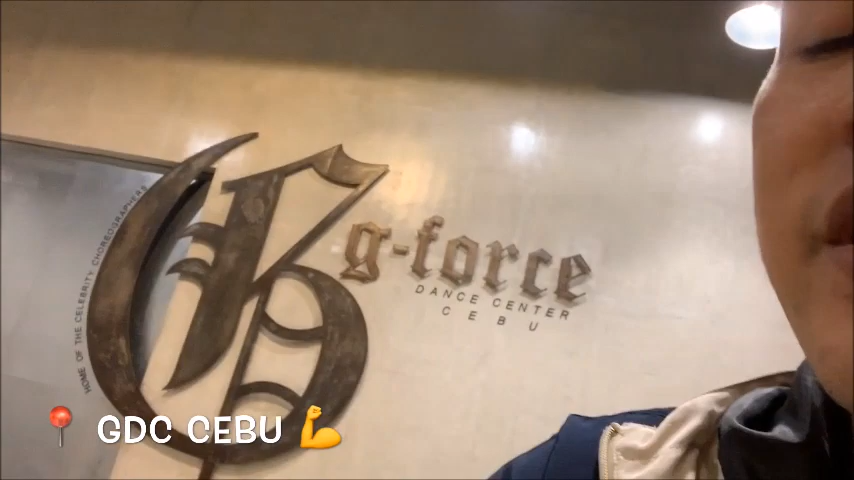 HOME OF THE CELEBRITY CHOREOGRAPHERS
G
g-force
DANCE CENTER
CEBU
📍 GDC CEBU 💪